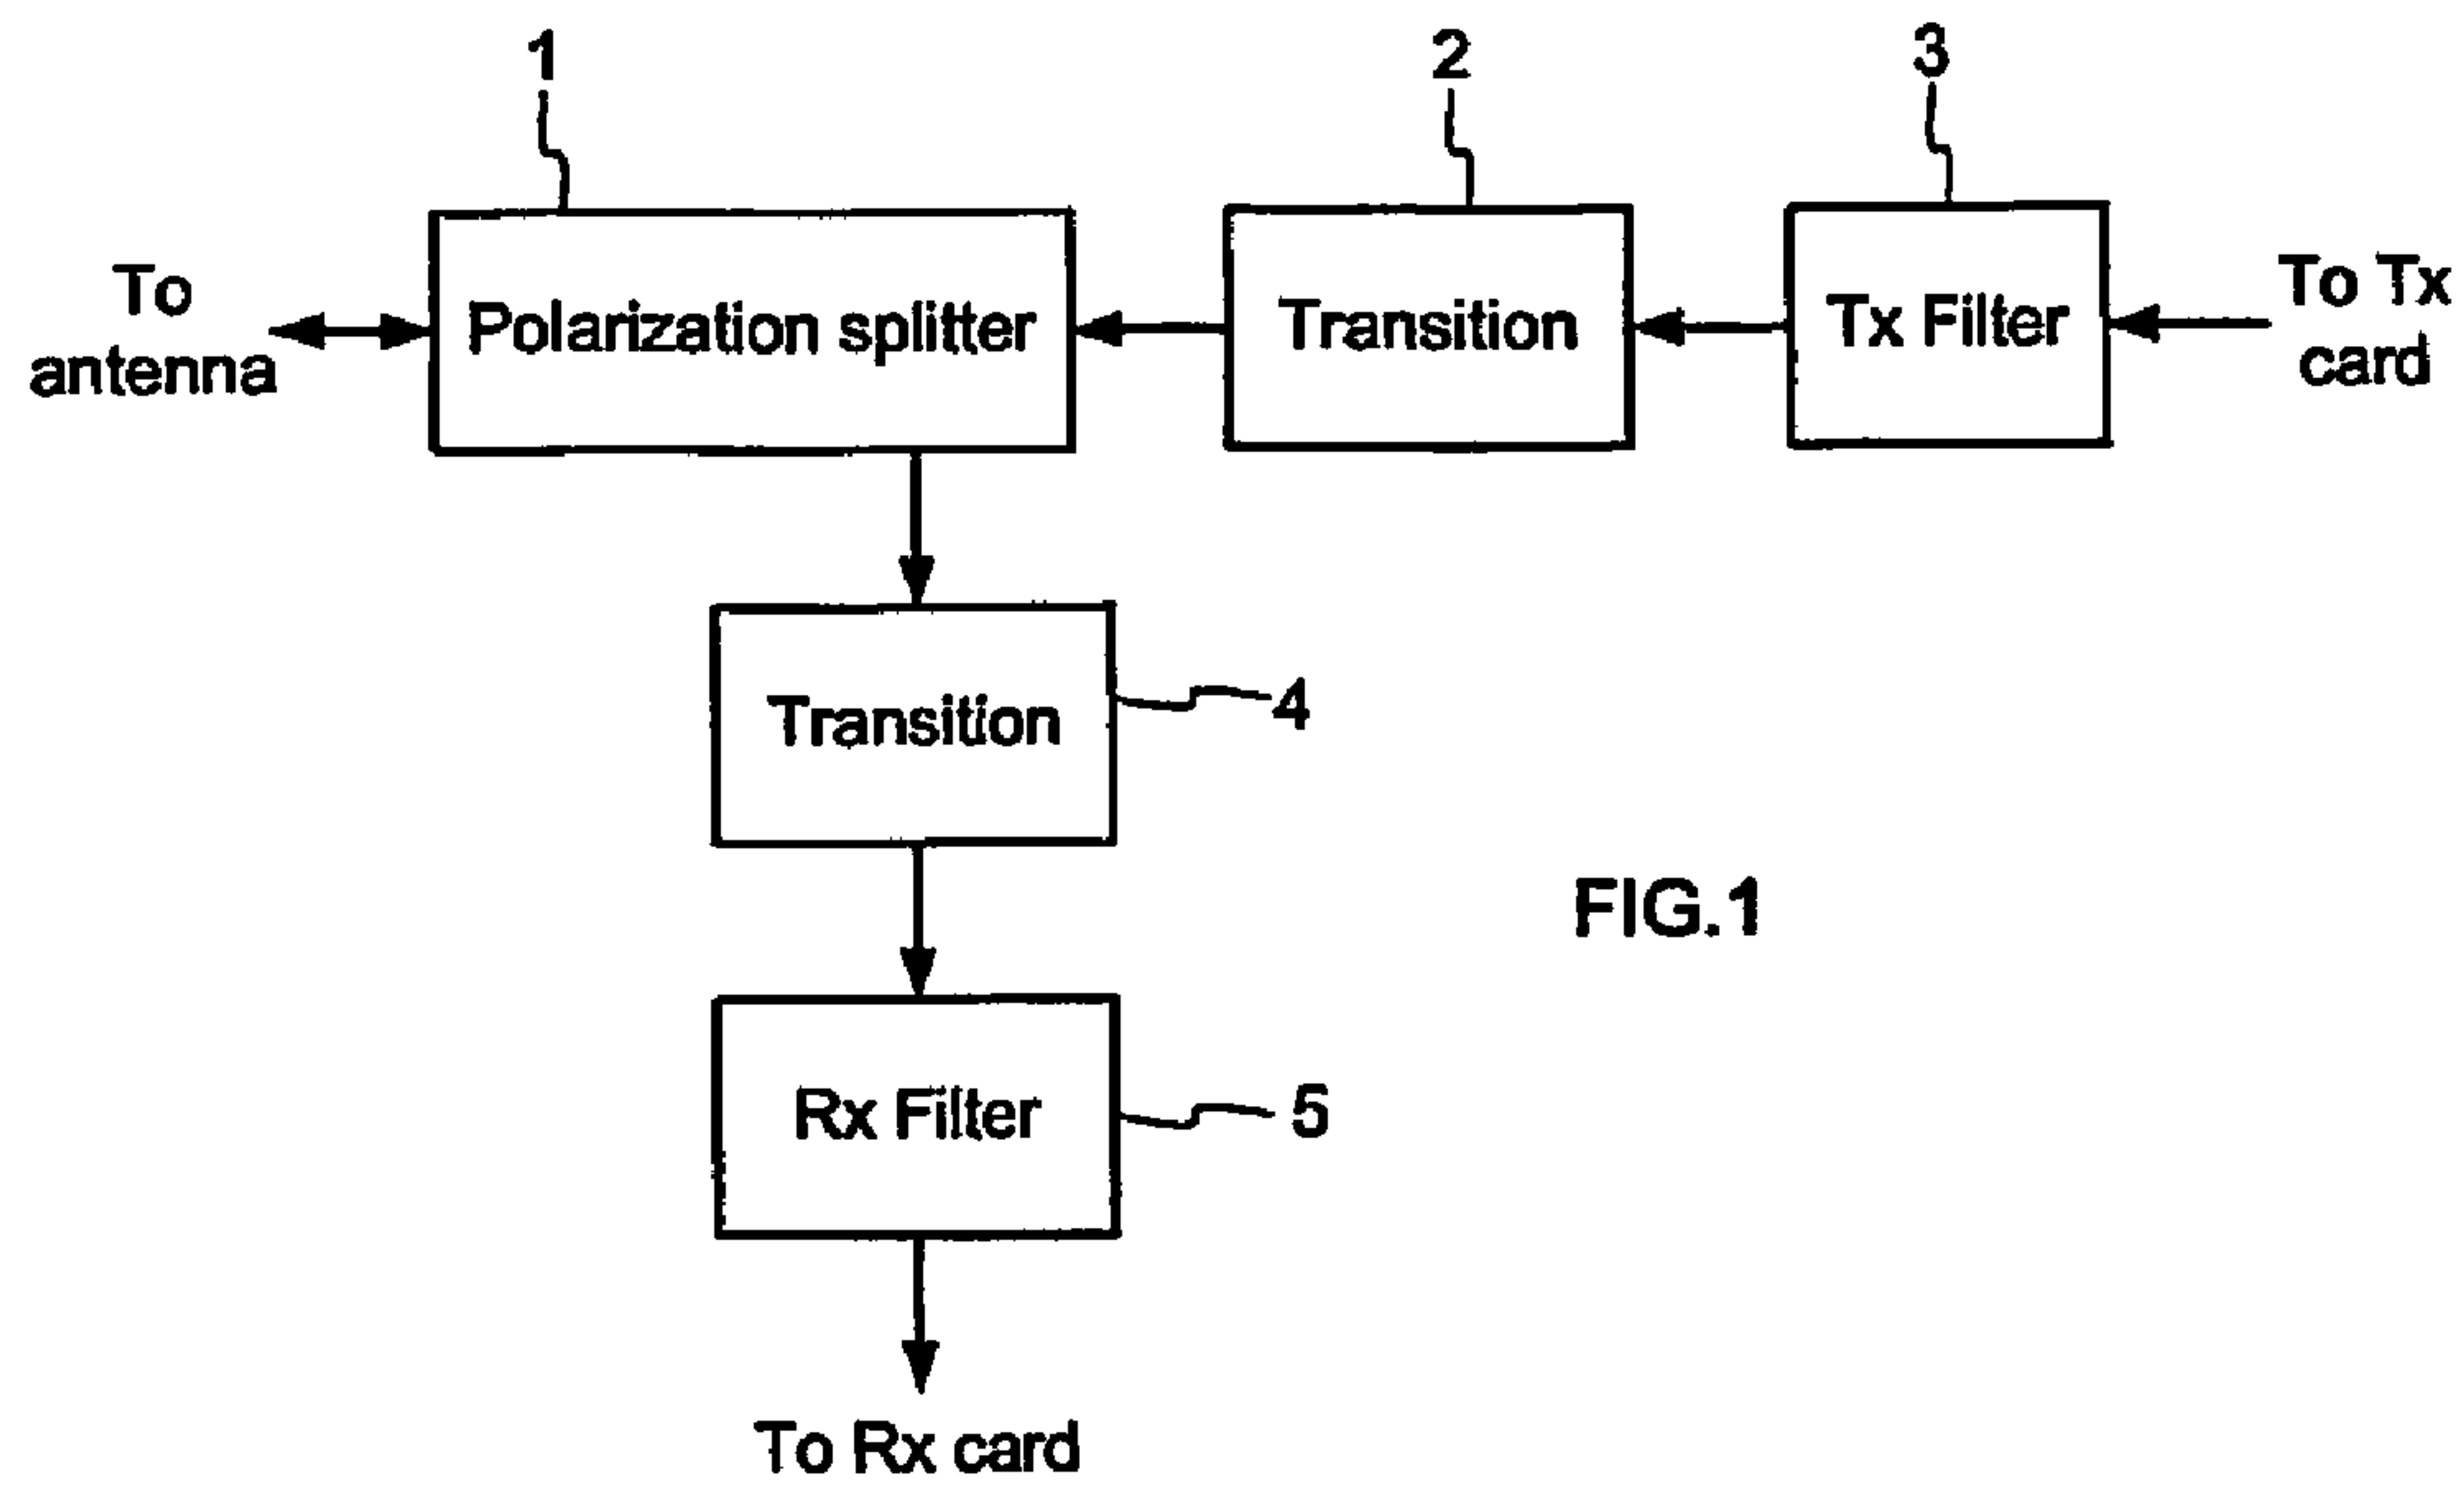 1
2
3
To
antenna
Polarization splitter
Transition
Tx Filter
To Tx
card
Transition
4
FIG.1
Rx Filter
5
To Rx card